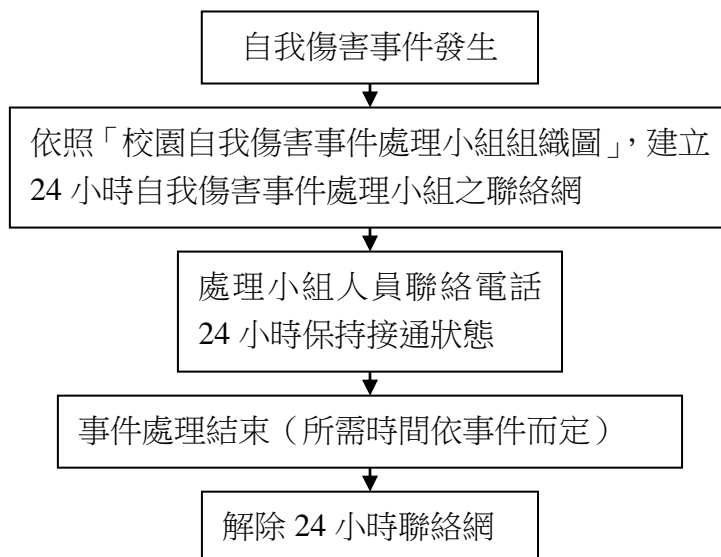 自我傷害事件發生
依照「校園自我傷害事件處理小組組織圖」，建立
24 小時自我傷害事件處理小組之聯絡網
處理小組人員聯絡電話
24 小時保持接通狀態
事件處理結束（所需時間依事件而定）
解除 24 小時聯絡網